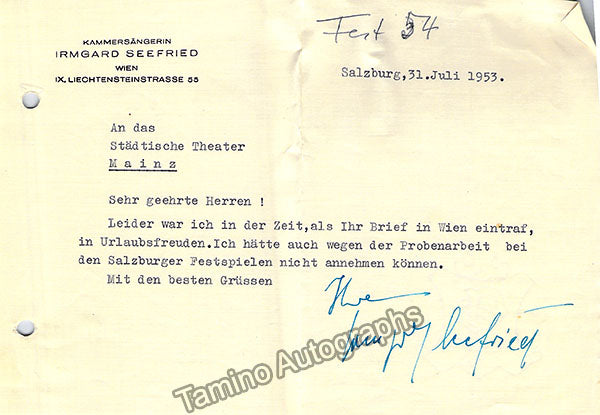 Fest 54
KAMMERSÄNGERIN
IRMGARD SEEFRIED
WIEN
IX. LIECHTENSTEINSTRASSE 55
Salzburg,31.Juli 1953.
An das
Städtische Theater
Mainz
Sehr geehrte Herren !
Leider war ich in der Zeit,als Ihr Brief in Wien eintraf,
in Urlaubsfreuden.Ich hätte auch wegen der Probenarbeit bei
den Salzburger Festspielen nicht annehmen können.
Mit den besten Grüssen
Ihre
Irmgard Seefried
Tamino Autographs